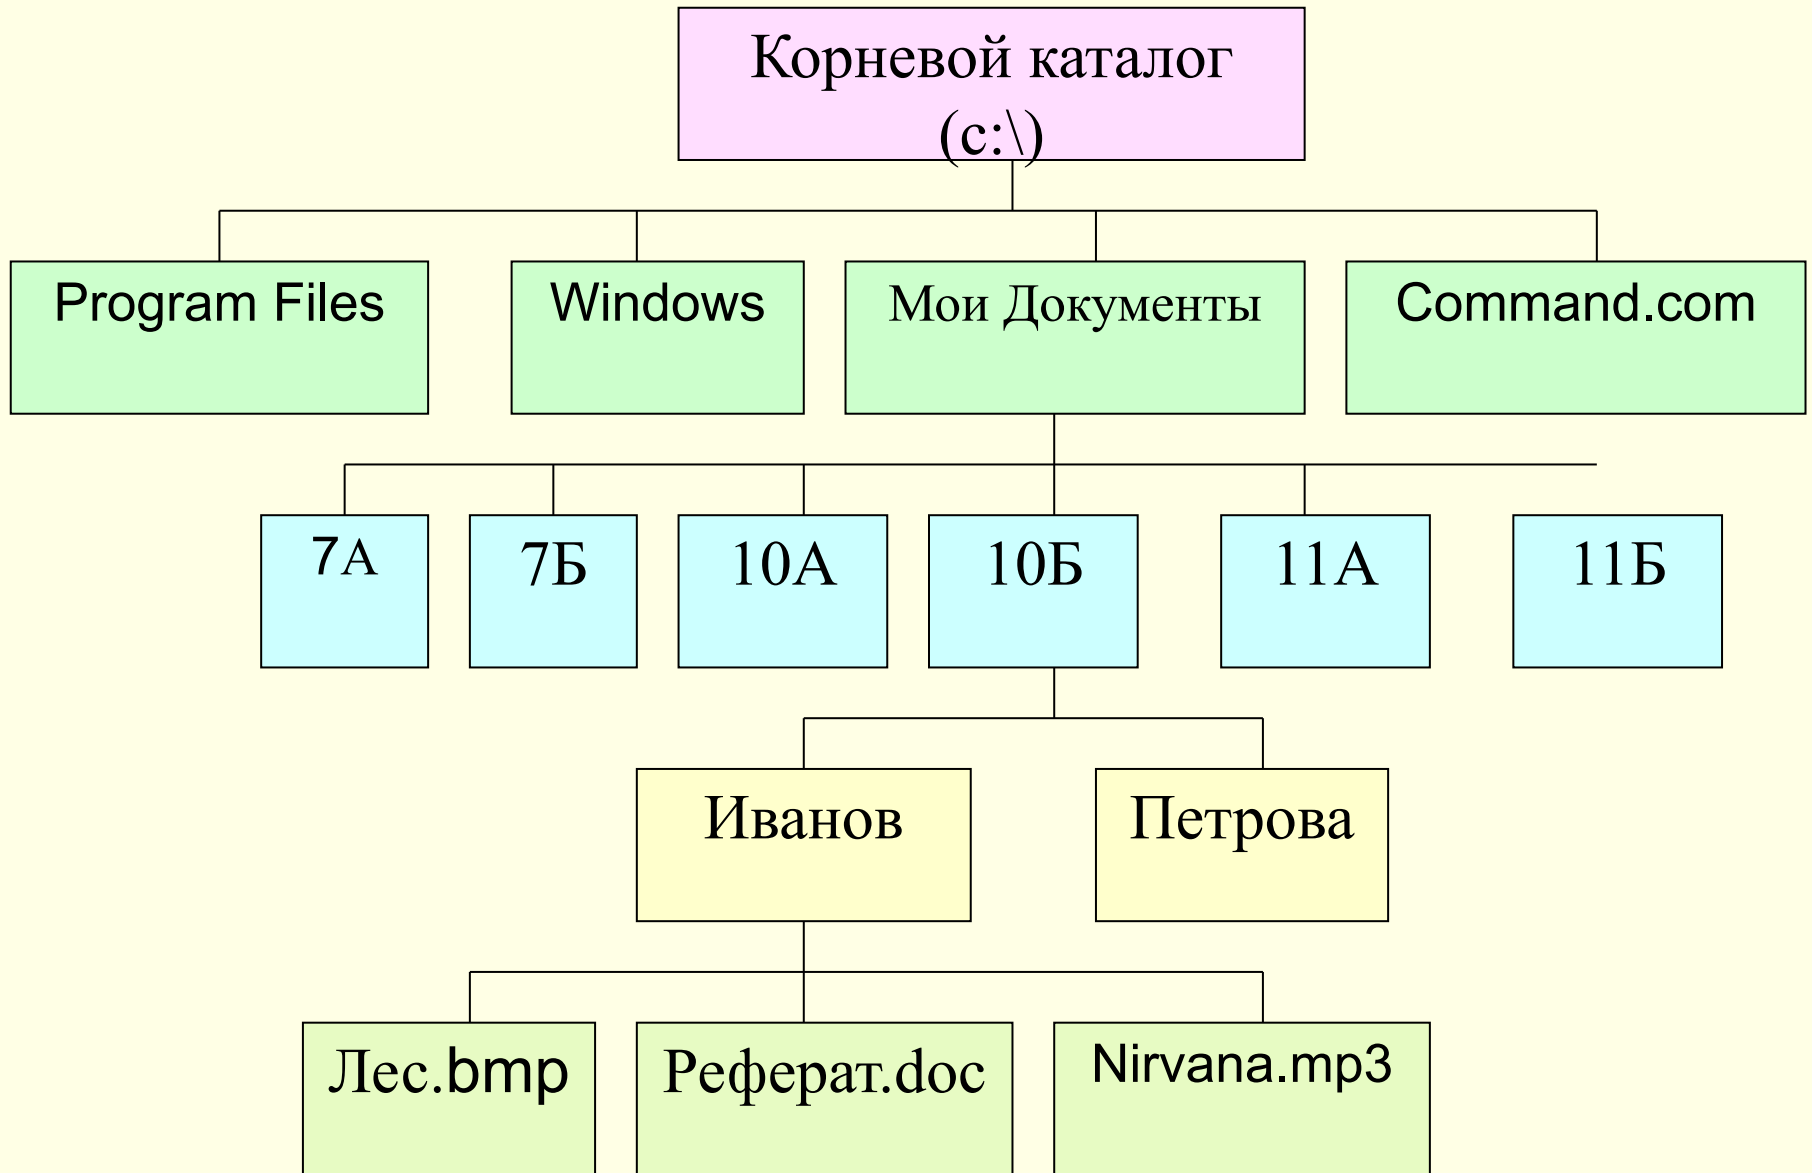 Корневой каталог
(c:\)
Program Files
Windows
Мои Документы
Command.com
7А
7Б
10А
10Б
11А
11Б
Иванов
Петрова
Лес.bmp
Реферат.doc
Nirvana.mp3